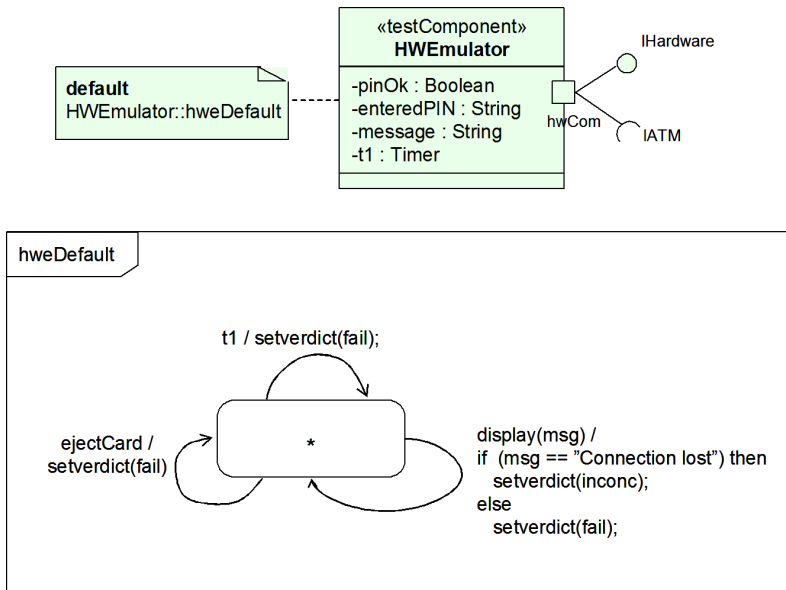 «testComponent»
HWEmulator
IHardware
default
HWEmulator::hweDefault
-pinOk : Boolean
-enteredPIN : String
-message : String
-t1 : Timer
hwCom
IATM
hweDefault
t1 / setverdict(fail);
ejectCard /
setverdict(fail)
*
display(msg) /
if (msg == ”Connection lost”) then
setverdict(inconc);
else
setverdict(fail);